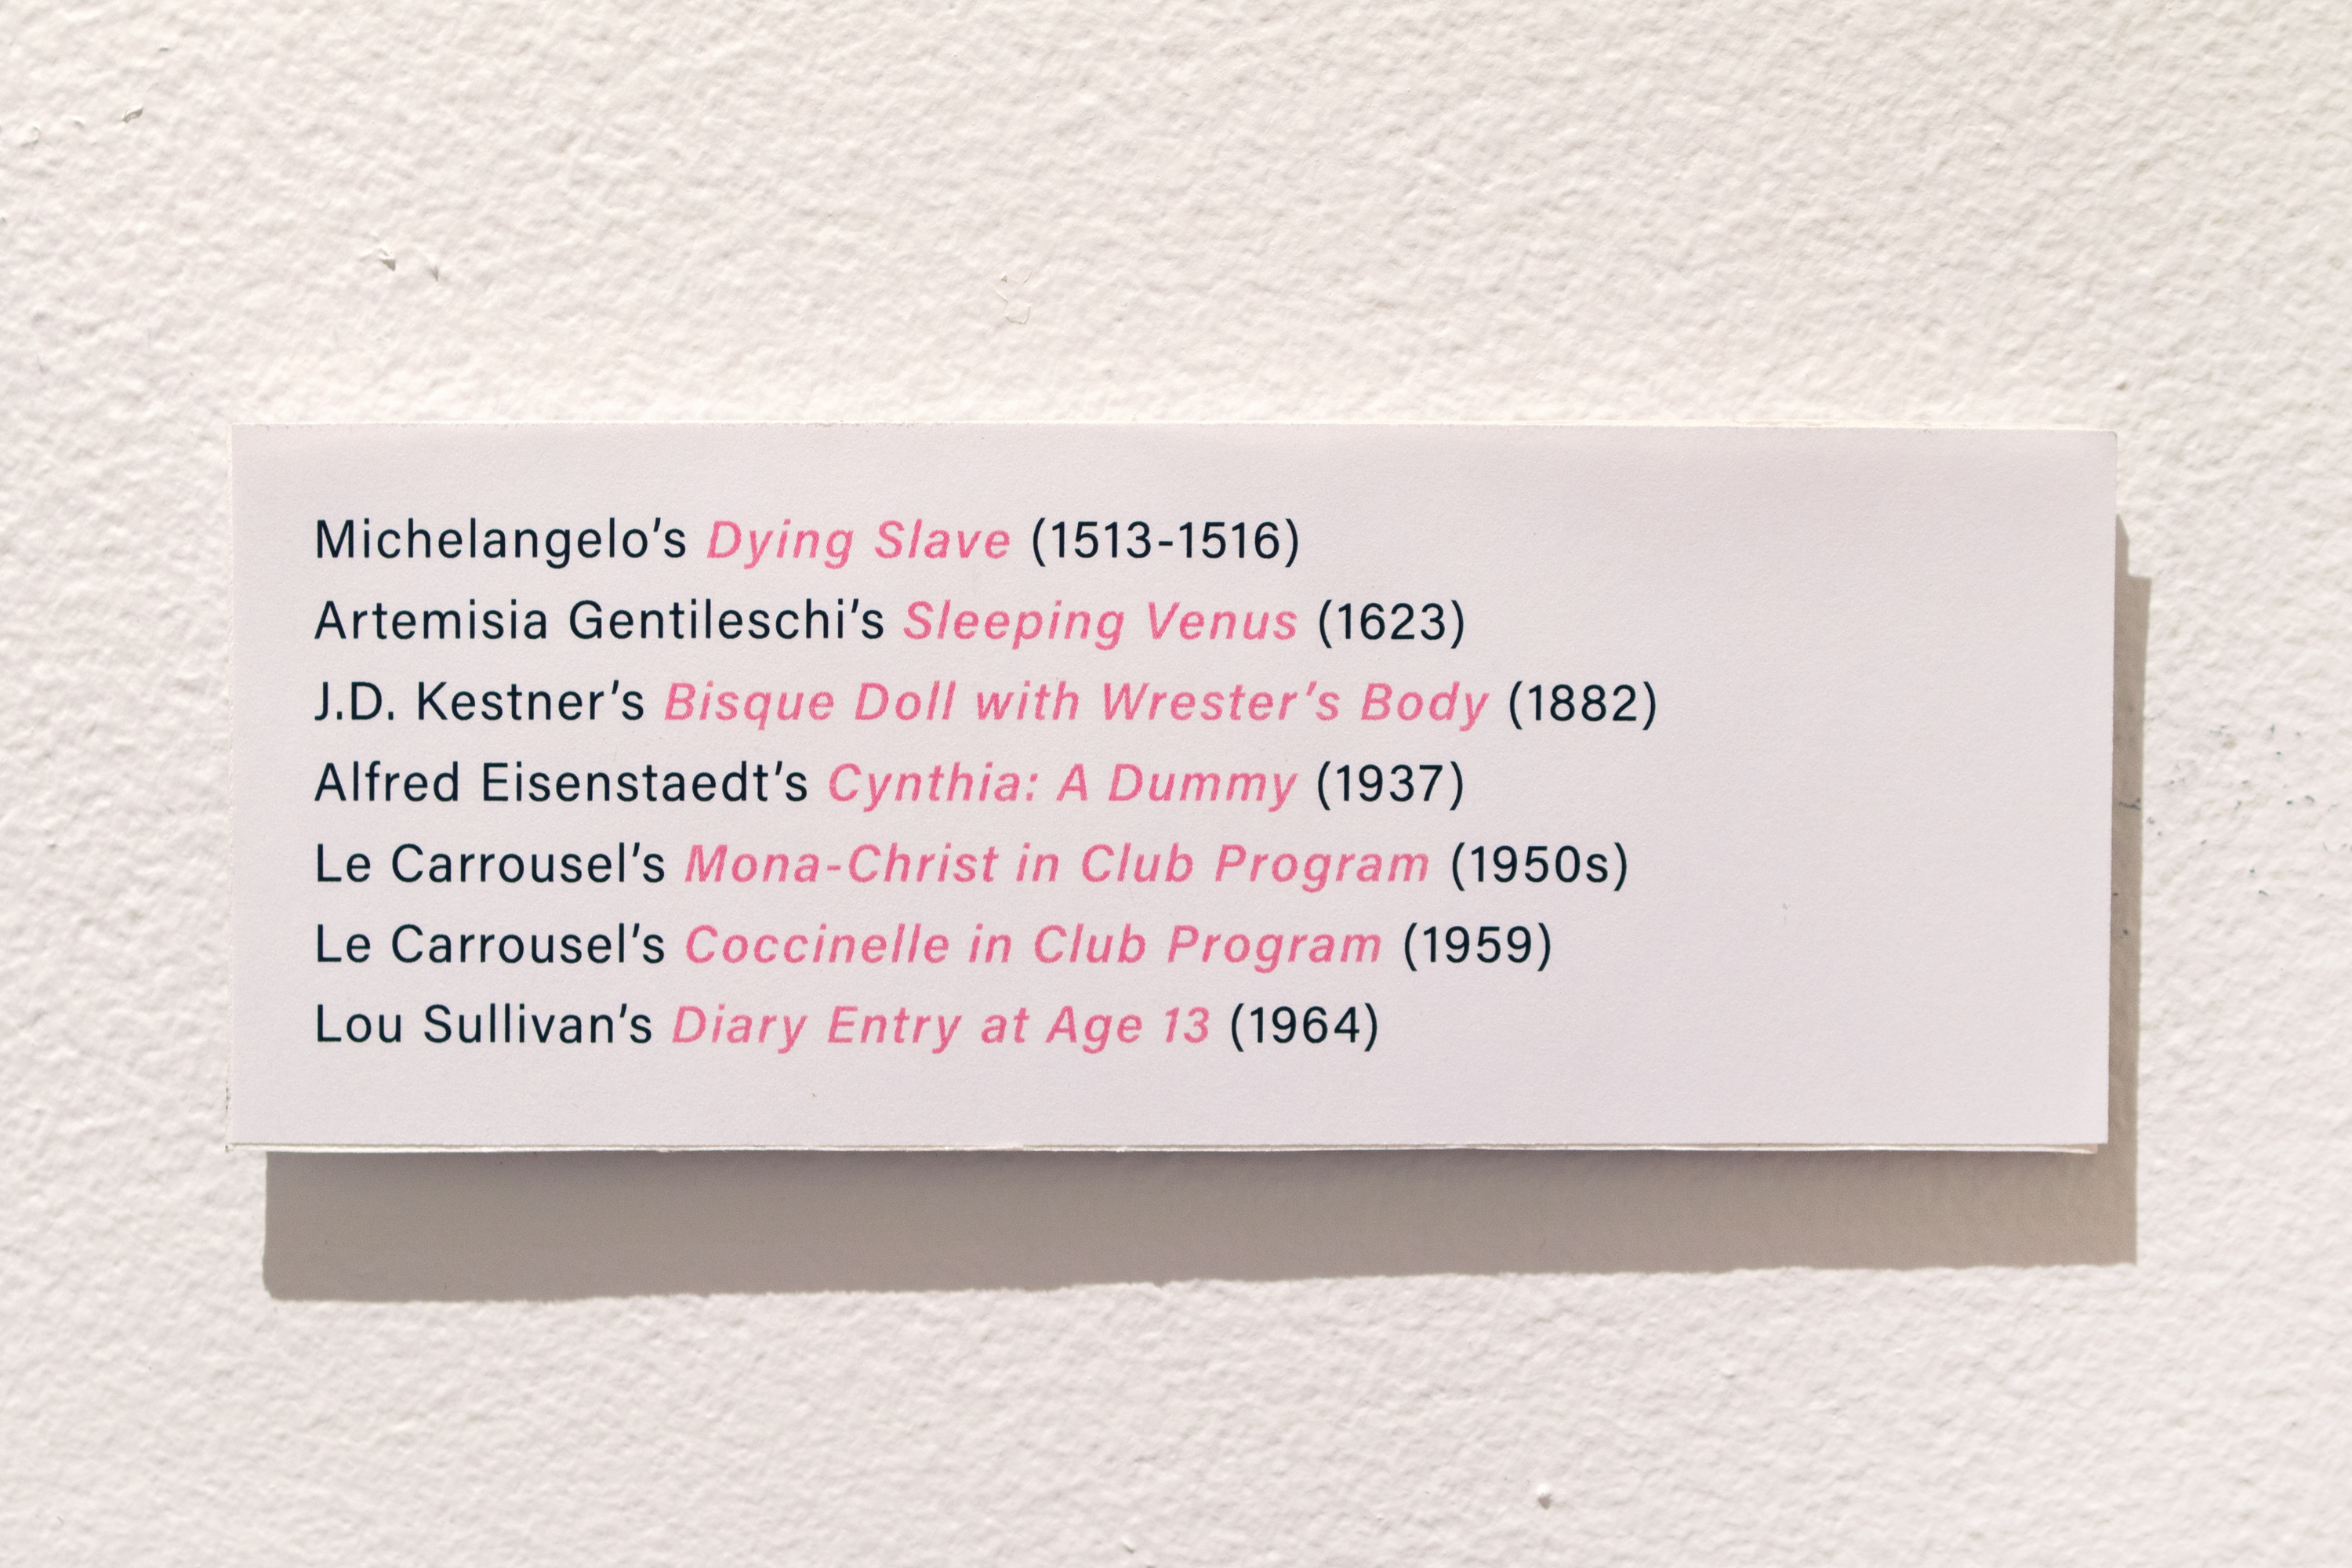 Michelangelo’s Dying Slave (1513-1516)
Artemisia Gentileschi’s Sleeping Venus (1623)
J.D. Kestner’s Bisque Doll with Wrester’s Body (1882)
Alfred Eisenstaedt’s Cynthia: A Dummy (1937)
Le Carrousel’s Mona-Christ in Club Program (1950s)
Le Carrousel’s Coccinelle in Club Program (1959)
Lou Sullivan’s Diary Entry at Age 13 (1964)